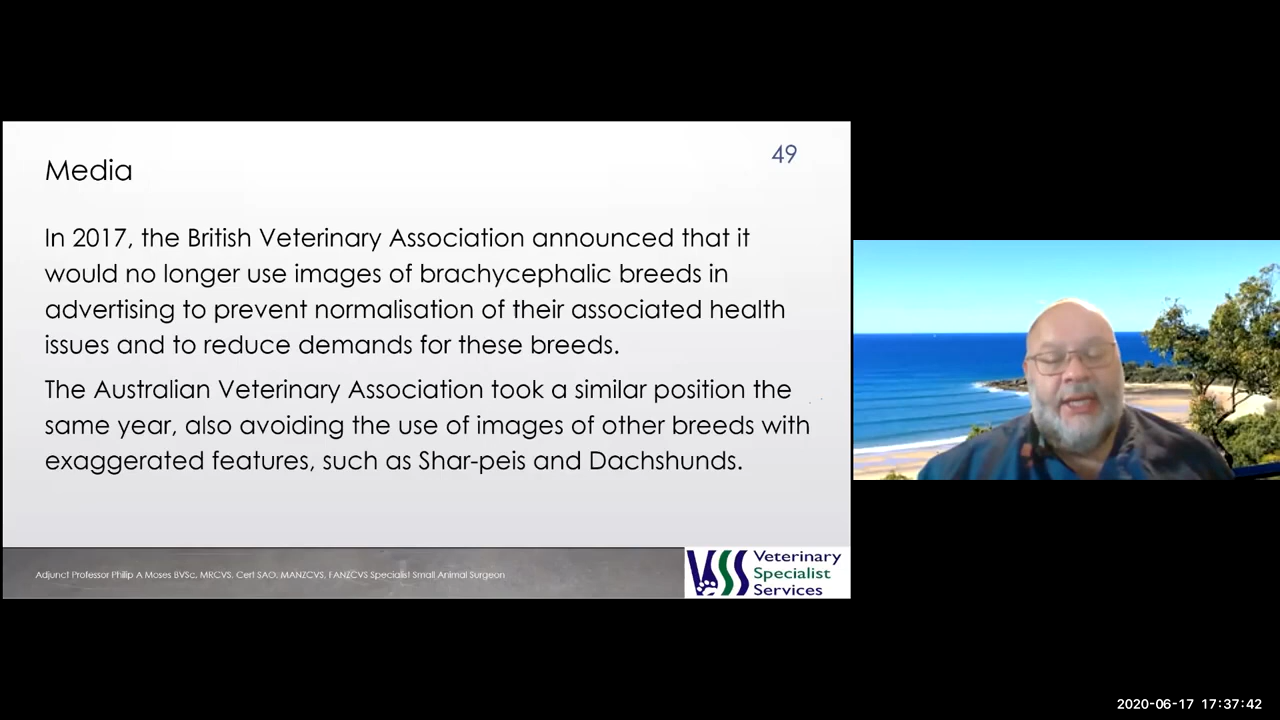 49
Media
In 2017, the British Veterinary Association announced that it
would no longer use images of brachycephalic breeds in
advertising to prevent normalisation of their associated health
issues and to reduce demands for these breeds.
The Australian Veterinary Association took a similar position the
same year, also avoiding the use of images of other breeds with
exaggerated features, such as Shar-peis and Dachshunds.
Adjunct Professor Philip A Moses BVSc, MRCVS, Cert SAO, MANZCVS, FANZCVS Specialist Small Animal Surgeon
VSS
Veterinary
Specialist
Services
2020-06-17 17:37:42